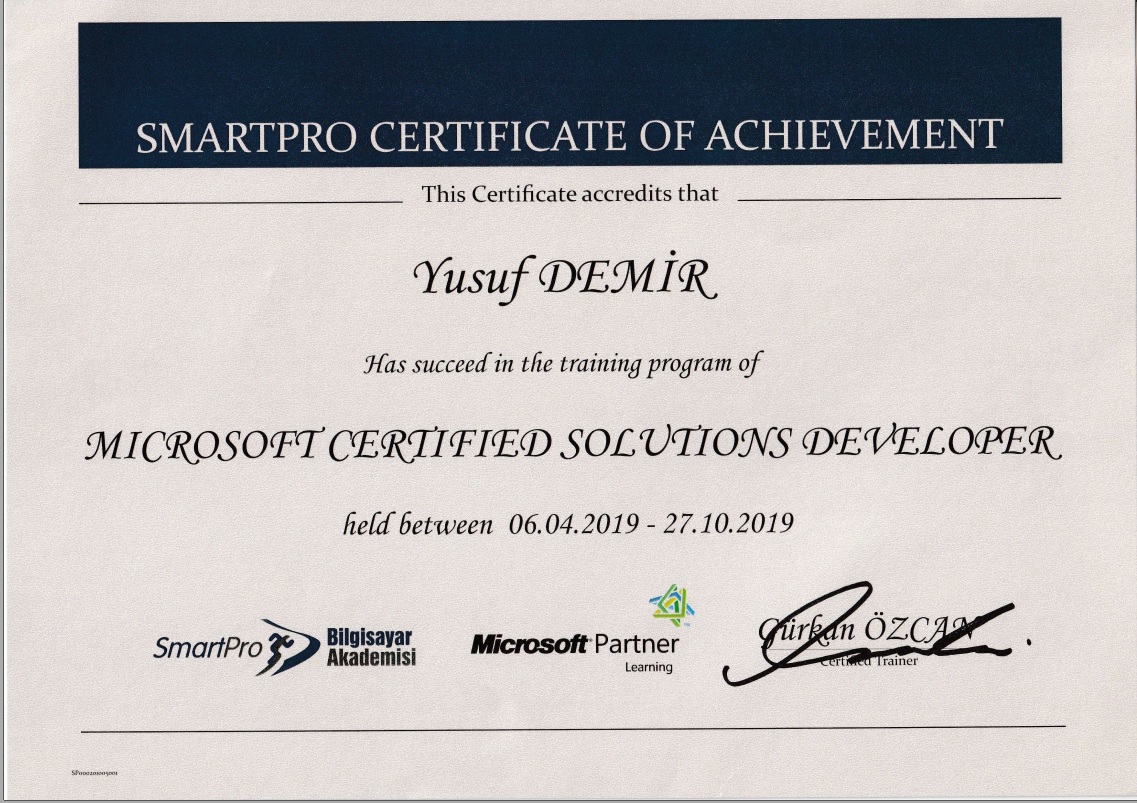 SMARTPRO CERTIFICATE OF ACHIEVEMENT
This Certificate accredits that
Yusuf DEMİR
Has succeed in the training program of
MICROSOFT CERTIFIED SOLUTIONS DEVELOPER
held between 06.04.2019 - 27.10.2019
SmartPro Bilgisayar Akademisi
Microsoft Partner
Learning
Gürkan ÖZCAN
Certified Trainer